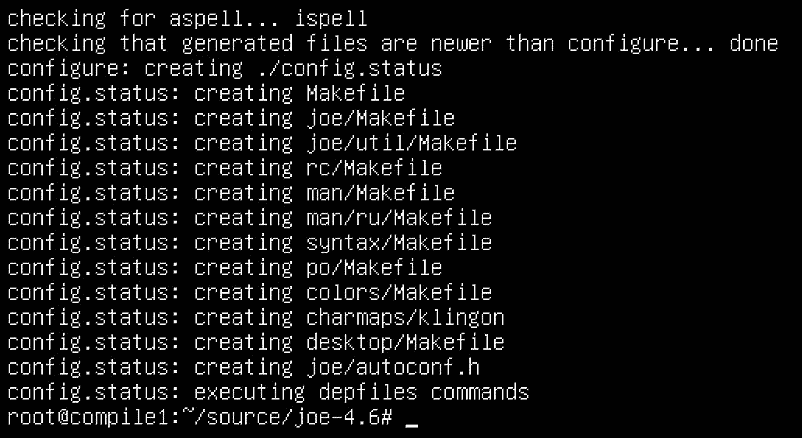 checking for aspell... ispell
checking that generated files are newer than configure... done
configure: creating ./config.status
config.status: creating Makefile
config.status: creating joe/Makefile
config.status: creating joe/util/Makefile
config.status: creating rc/Makefile
config.status: creating man/Makefile
config.status: creating man/ru/Makefile
config.status: creating syntax/Makefile
config.status: creating po/Makefile
config.status: creating colors/Makefile
config.status: creating charmaps/klingon
config.status: creating desktop/Makefile
config.status: creating joe/autoconf.h
config.status: executing depfiles commands
root@compile1:~/source/joe-4.6# _